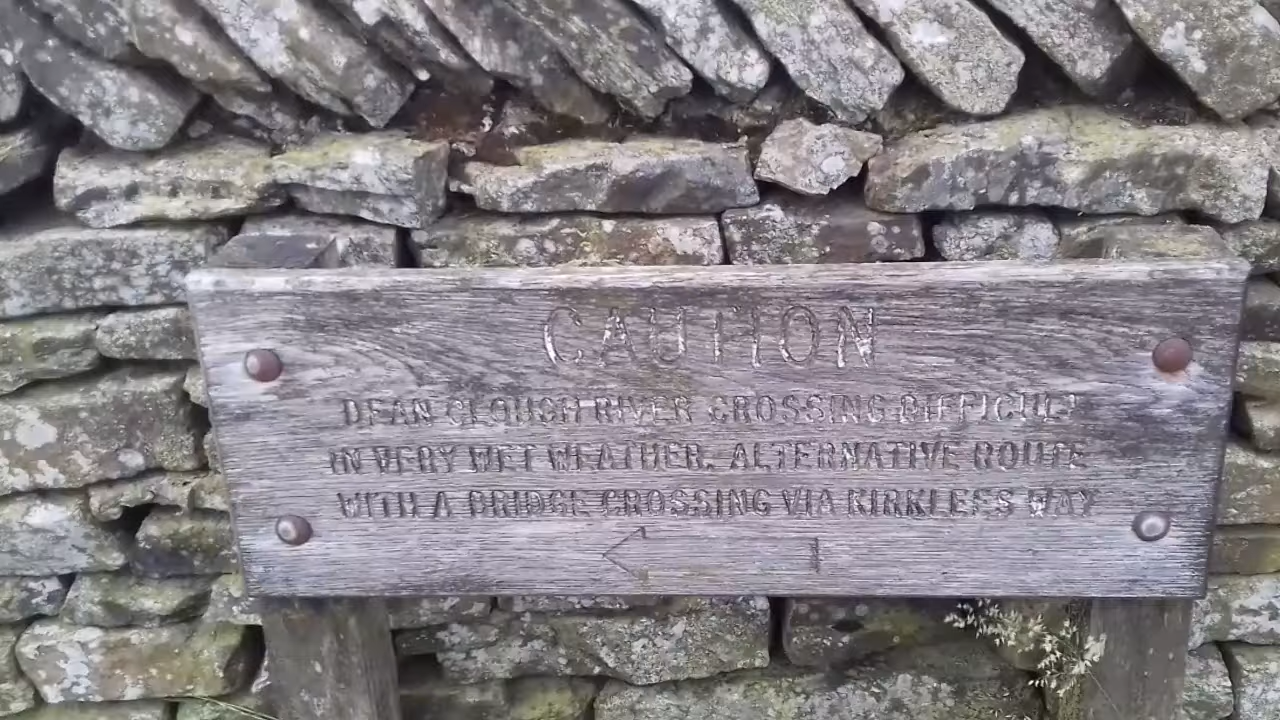 CAUTION
DEAN CLOUGH RIVER CROSSING DIFFICULT
IN VERY WET WEATHER. ALTERNATIVE ROUTE
WITH A BRIDGE CROSSING VIA KIRKLEES WAY